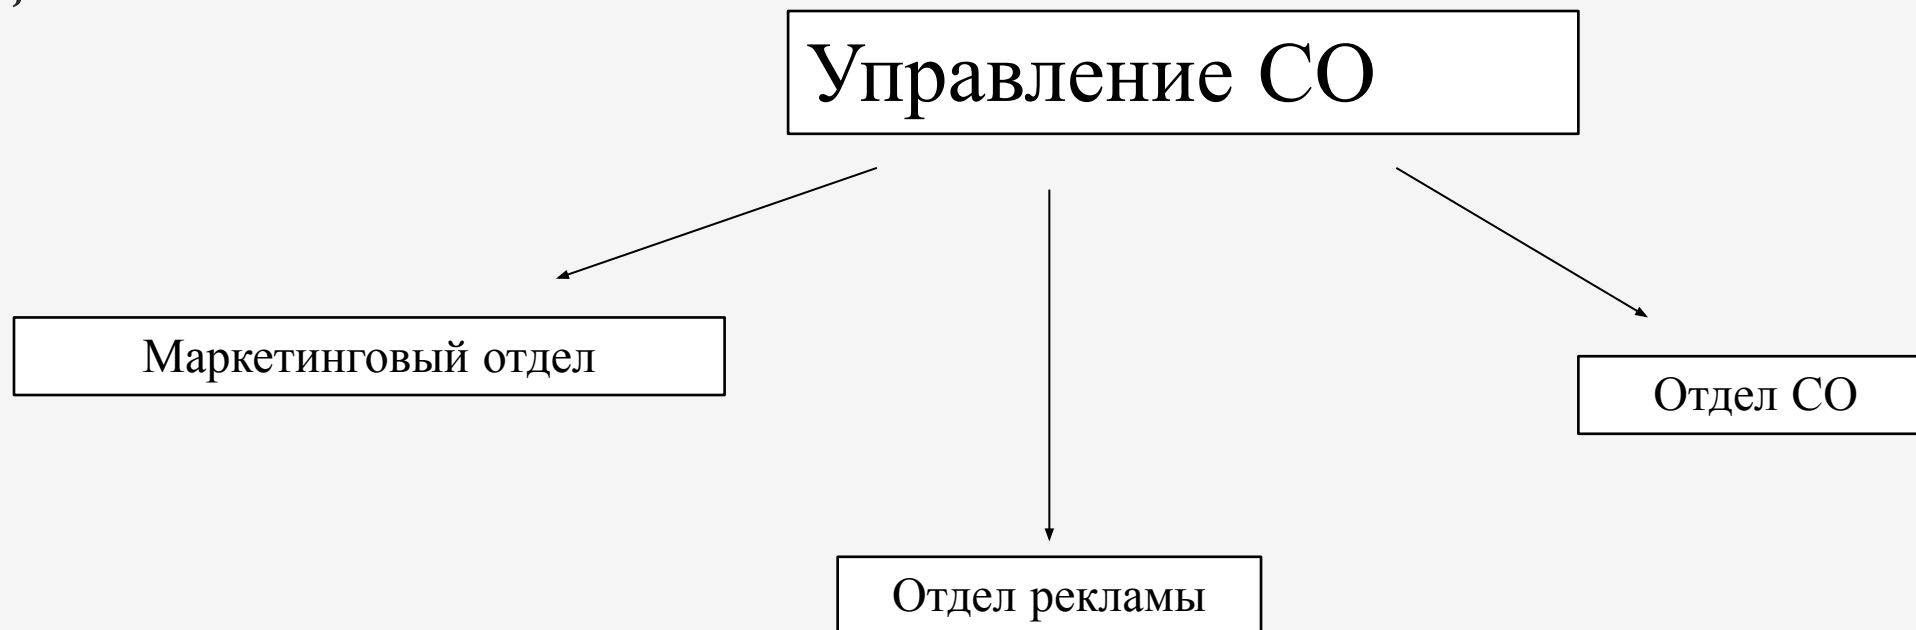 Управление СО
Маркетинговый отдел
Отдел СО
Отдел рекламы